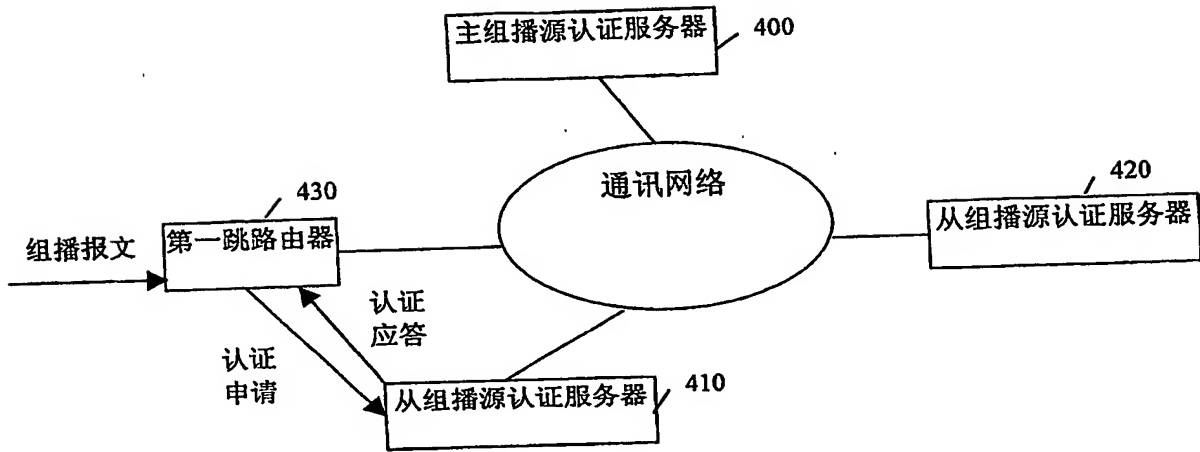 主组播源认证服务器
400
通讯网络
420
从组播源认证服务器
430
第一跳路由器
组播报文
认证
应答
认证
申请
从组播源认证服务器
410